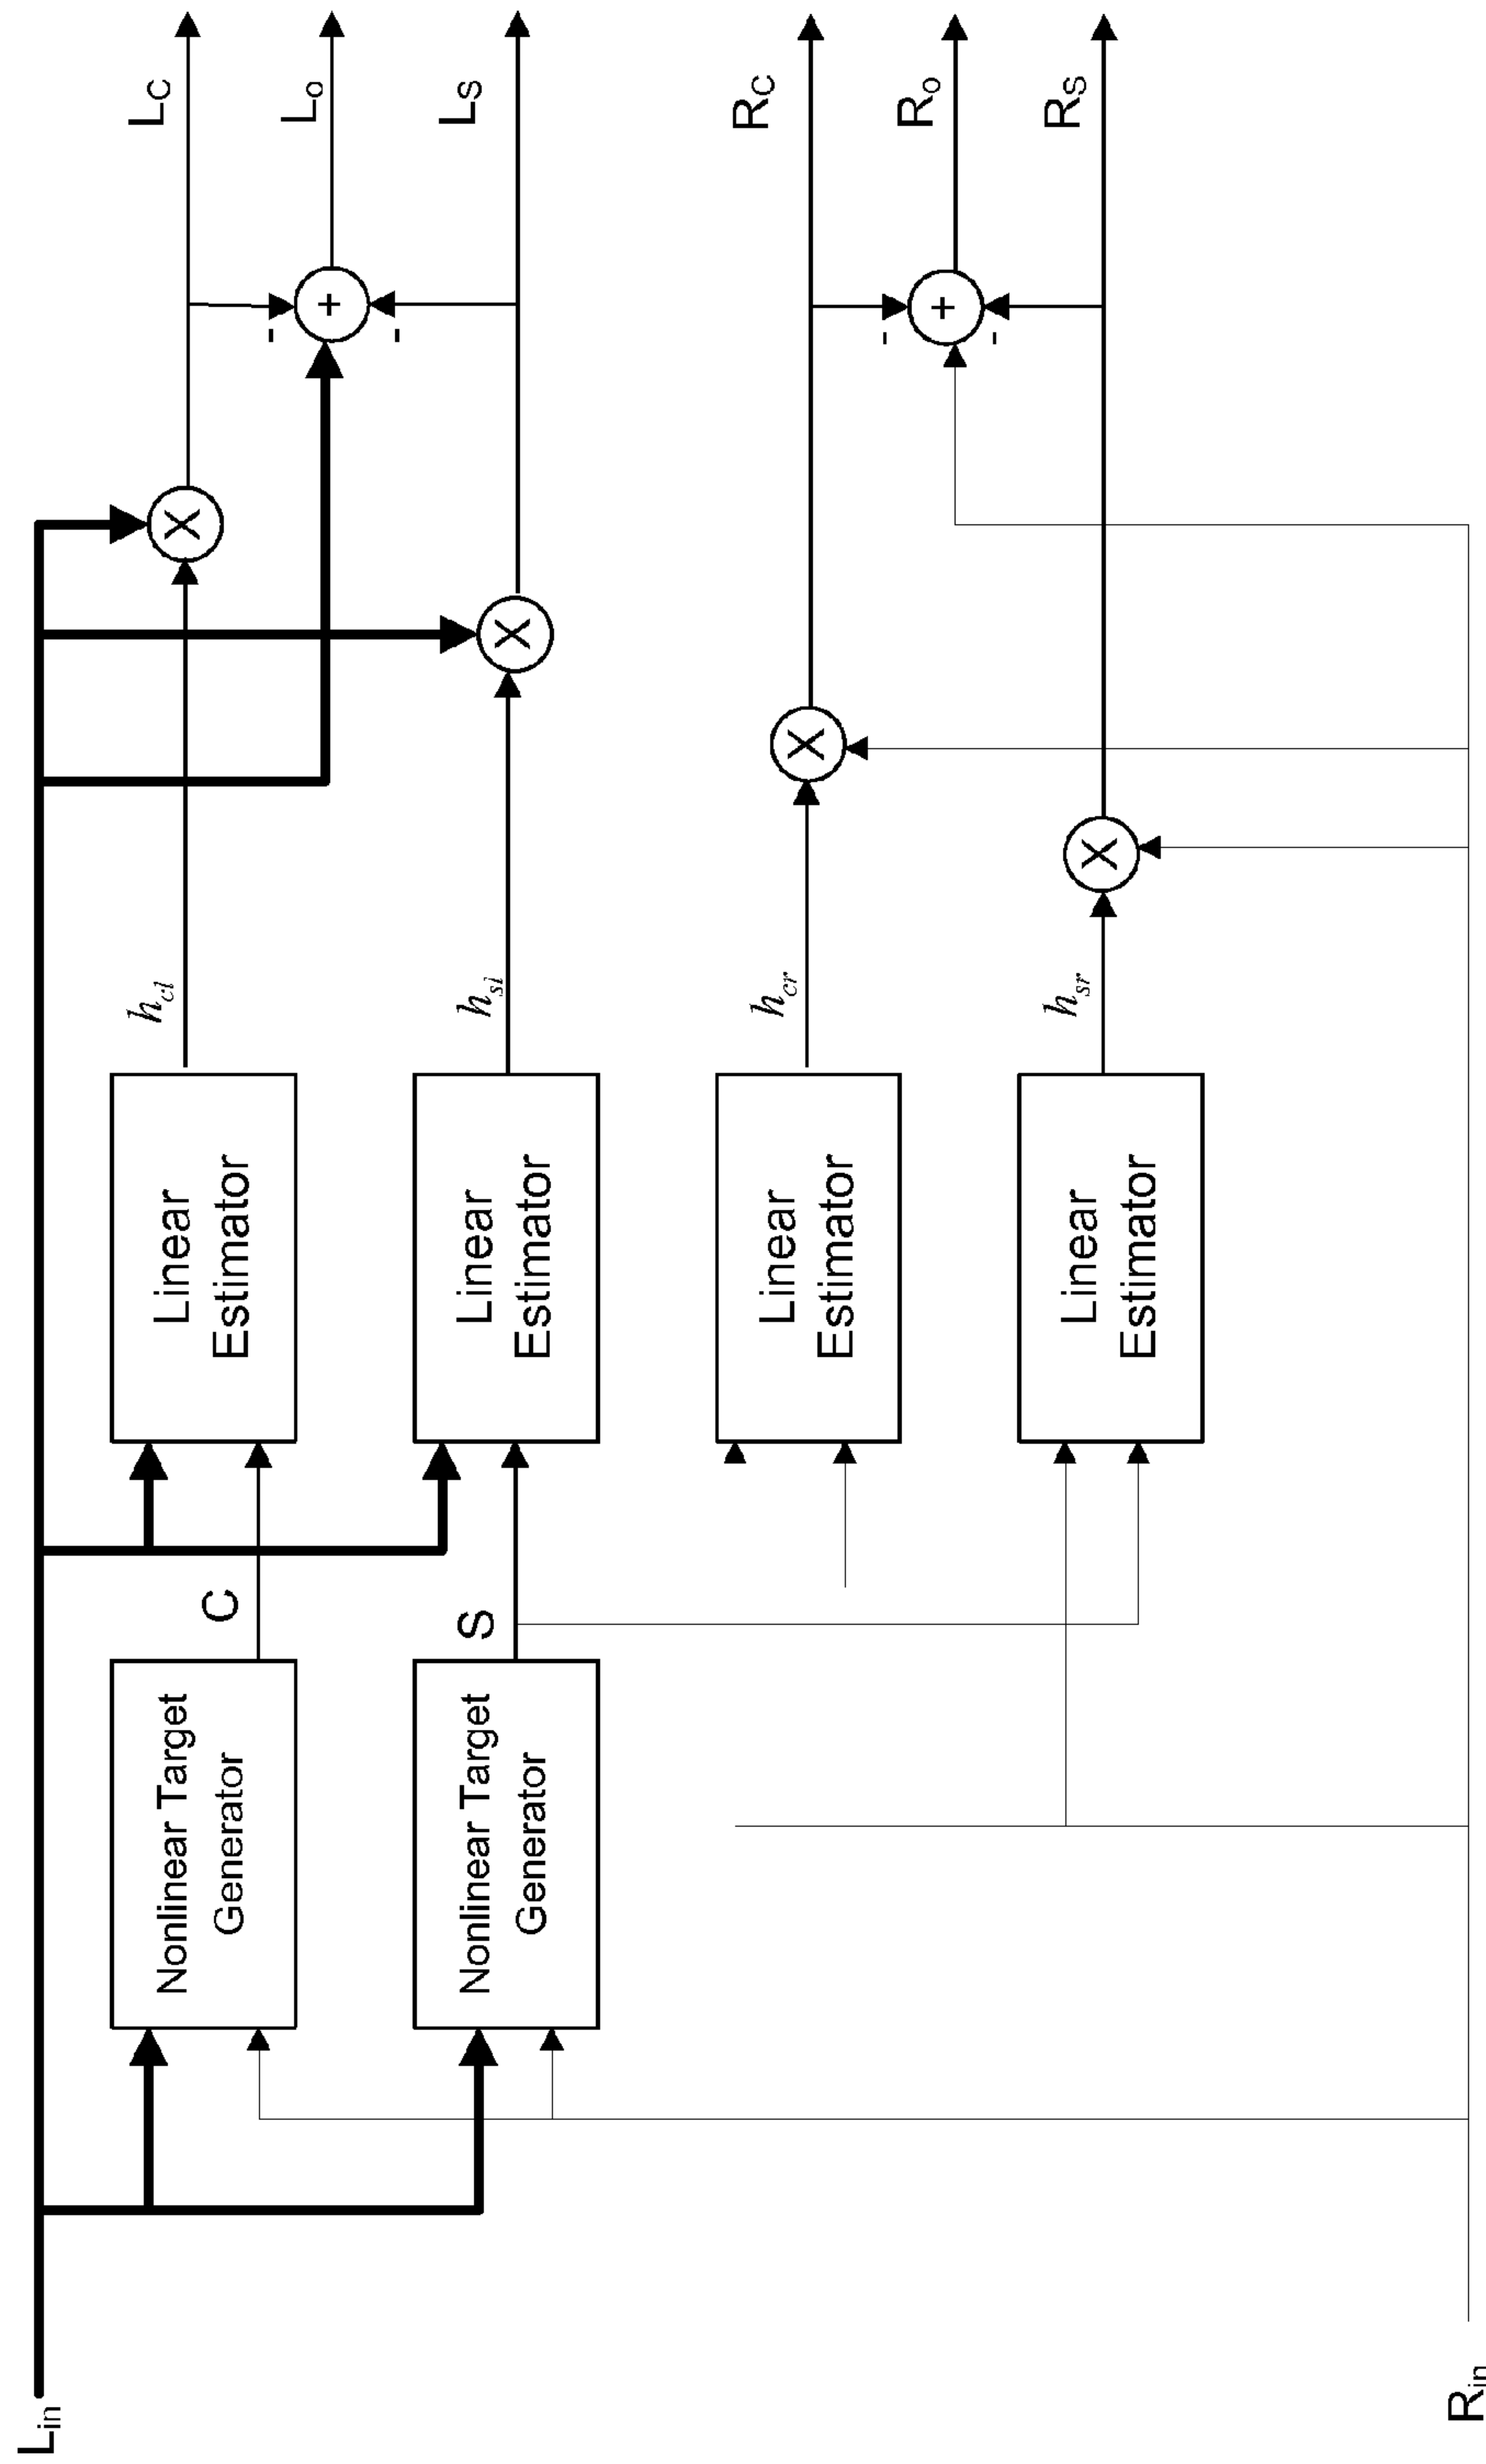 L_in
R_in
Nonlinear Target
Generator
Nonlinear Target
Generator
C
S
Linear
Estimator
Linear
Estimator
Linear
Estimator
Linear
Estimator
h_cl
h_sl
h_cr
h_sr
X
X
X
X
+
-
-
+
-
-
L_C
L_o
L_S
R_C
R_o
R_S